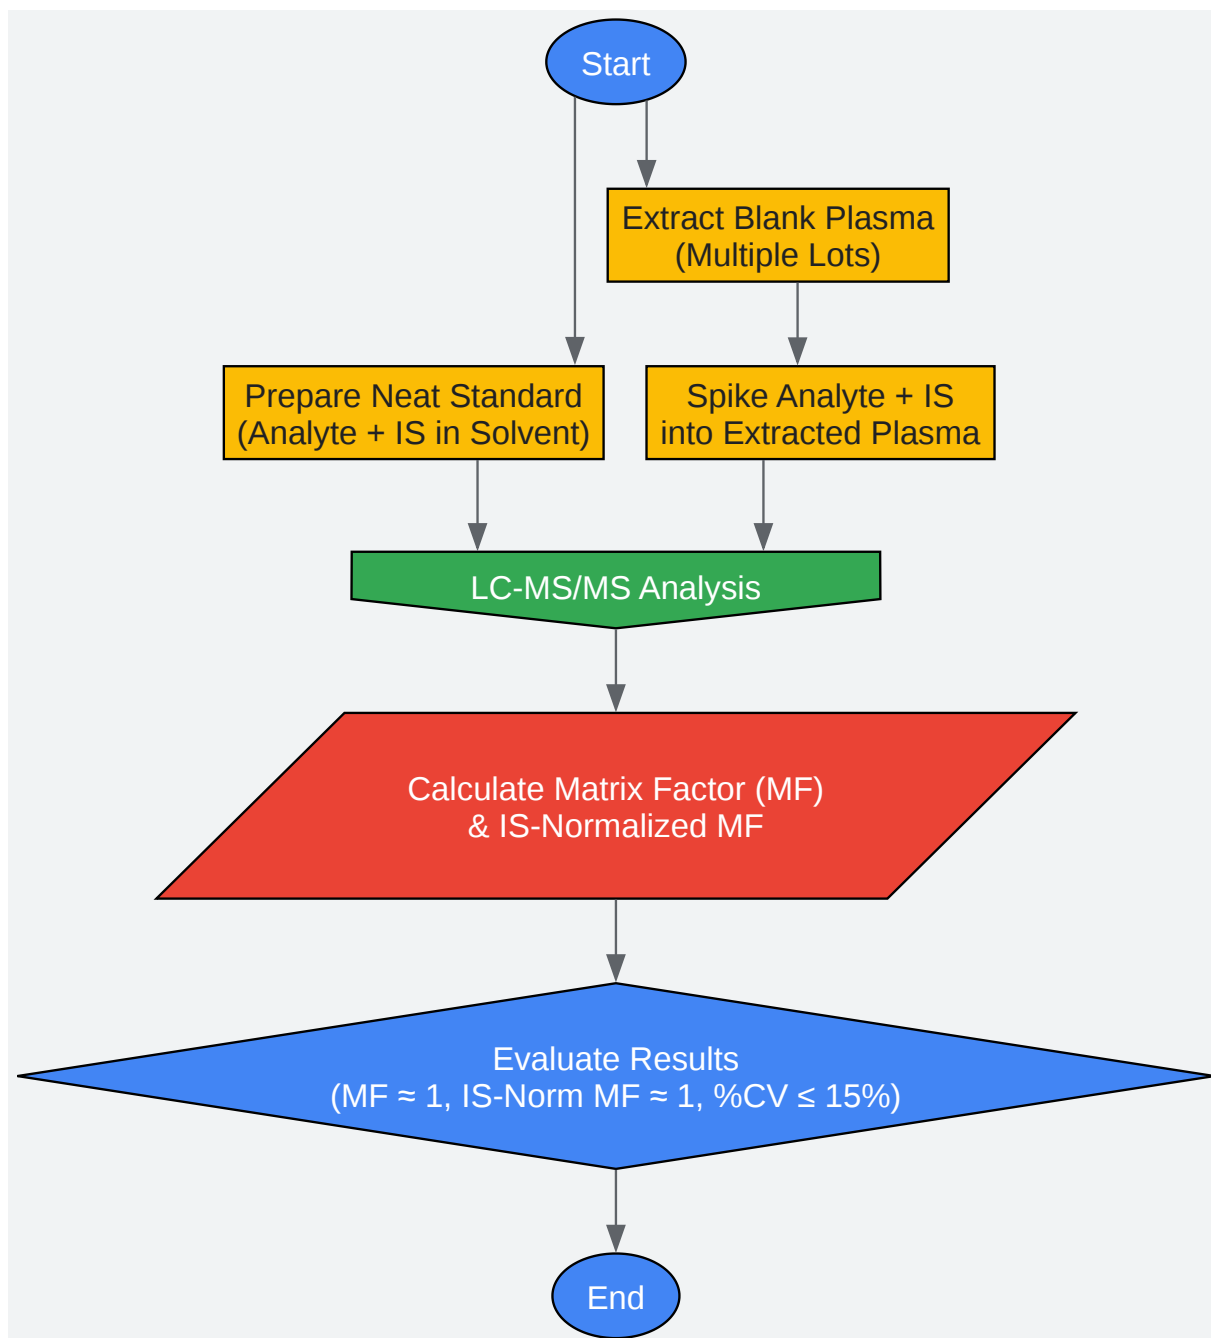 Start
Extract Blank Plasma
(Multiple Lots)
Prepare Neat Standard
(Analyte + IS in Solvent)
Spike Analyte + IS
into Extracted Plasma
LC-MS/MS Analysis
Calculate Matrix Factor (MF)
& IS-Normalized MF
Evaluate Results
(MF ≈ 1, IS-Norm MF ≈ 1, %CV ≤ 15%)
End